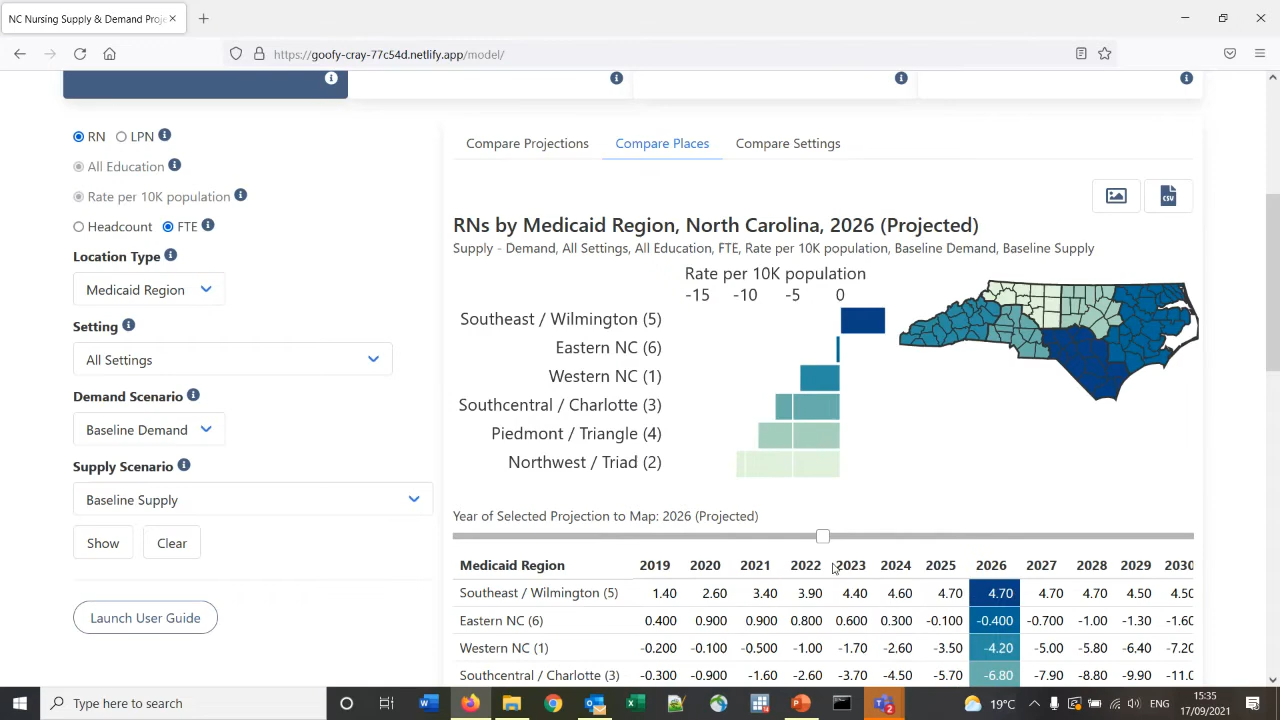 NC Nursing Supply & Demand Proje
https://goofy-cray-77c54d.netlify.app/model/
RN LPN
All Education
Rate per 10K population
Headcount FTE
Location Type
Medicaid Region
Setting
All Settings
Demand Scenario
Baseline Demand
Supply Scenario
Baseline Supply
Show Clear
Launch User Guide
Compare Projections Compare Places Compare Settings
CSV
RNs by Medicaid Region, North Carolina, 2026 (Projected)
Supply - Demand, All Settings, All Education, FTE, Rate per 10K population, Baseline Demand, Baseline Supply
Rate per 10K population
-15 -10 -5 0
Southeast / Wilmington (5)
Eastern NC (6)
Western NC (1)
Southcentral / Charlotte (3)
Piedmont / Triangle (4)
Northwest / Triad (2)
Year of Selected Projection to Map: 2026 (Projected)
Medicaid Region 2019 2020 2021 2022 2023 2024 2025 2026 2027 2028 2029 2030
Southeast / Wilmington (5) 1.40 2.60 3.40 3.90 4.40 4.60 4.70 4.70 4.70 4.70 4.50 4.50
Eastern NC (6) 0.400 0.900 0.900 0.800 0.600 0.300 -0.100 -0.400 -0.700 -1.00 -1.30 -1.60
Western NC (1) -0.200 -0.100 -0.500 -1.00 -1.70 -2.60 -3.50 -4.20 -5.00 -5.80 -6.40 -7.20
Southcentral / Charlotte (3) -0.300 -0.900 -1.60 -2.60 -3.70 -4.50 -5.70 -6.80 -7.90 -8.80 -9.90 -11.0
Type here to search
19°C
ENG
15:35
17/09/2021